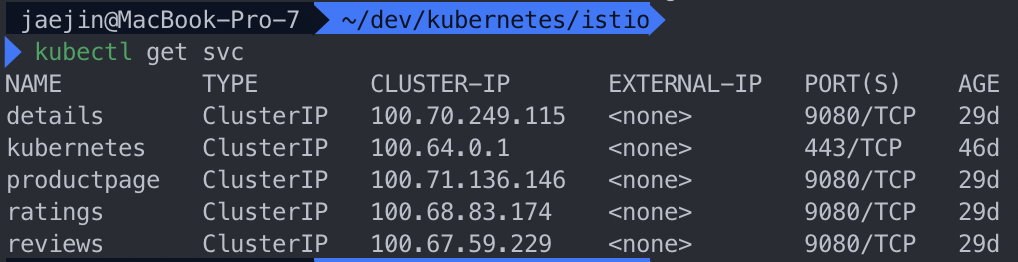 jaejin@MacBook-Pro-7 ~/dev/kubernetes/istio
kubectl get svc
NAME TYPE CLUSTER-IP EXTERNAL-IP PORT(S) AGE
details ClusterIP 100.70.249.115 <none> 9080/TCP 29d
kubernetes ClusterIP 100.64.0.1 <none> 443/TCP 46d
productpage ClusterIP 100.71.136.146 <none> 9080/TCP 29d
ratings ClusterIP 100.68.83.174 <none> 9080/TCP 29d
reviews ClusterIP 100.67.59.229 <none> 9080/TCP 29d